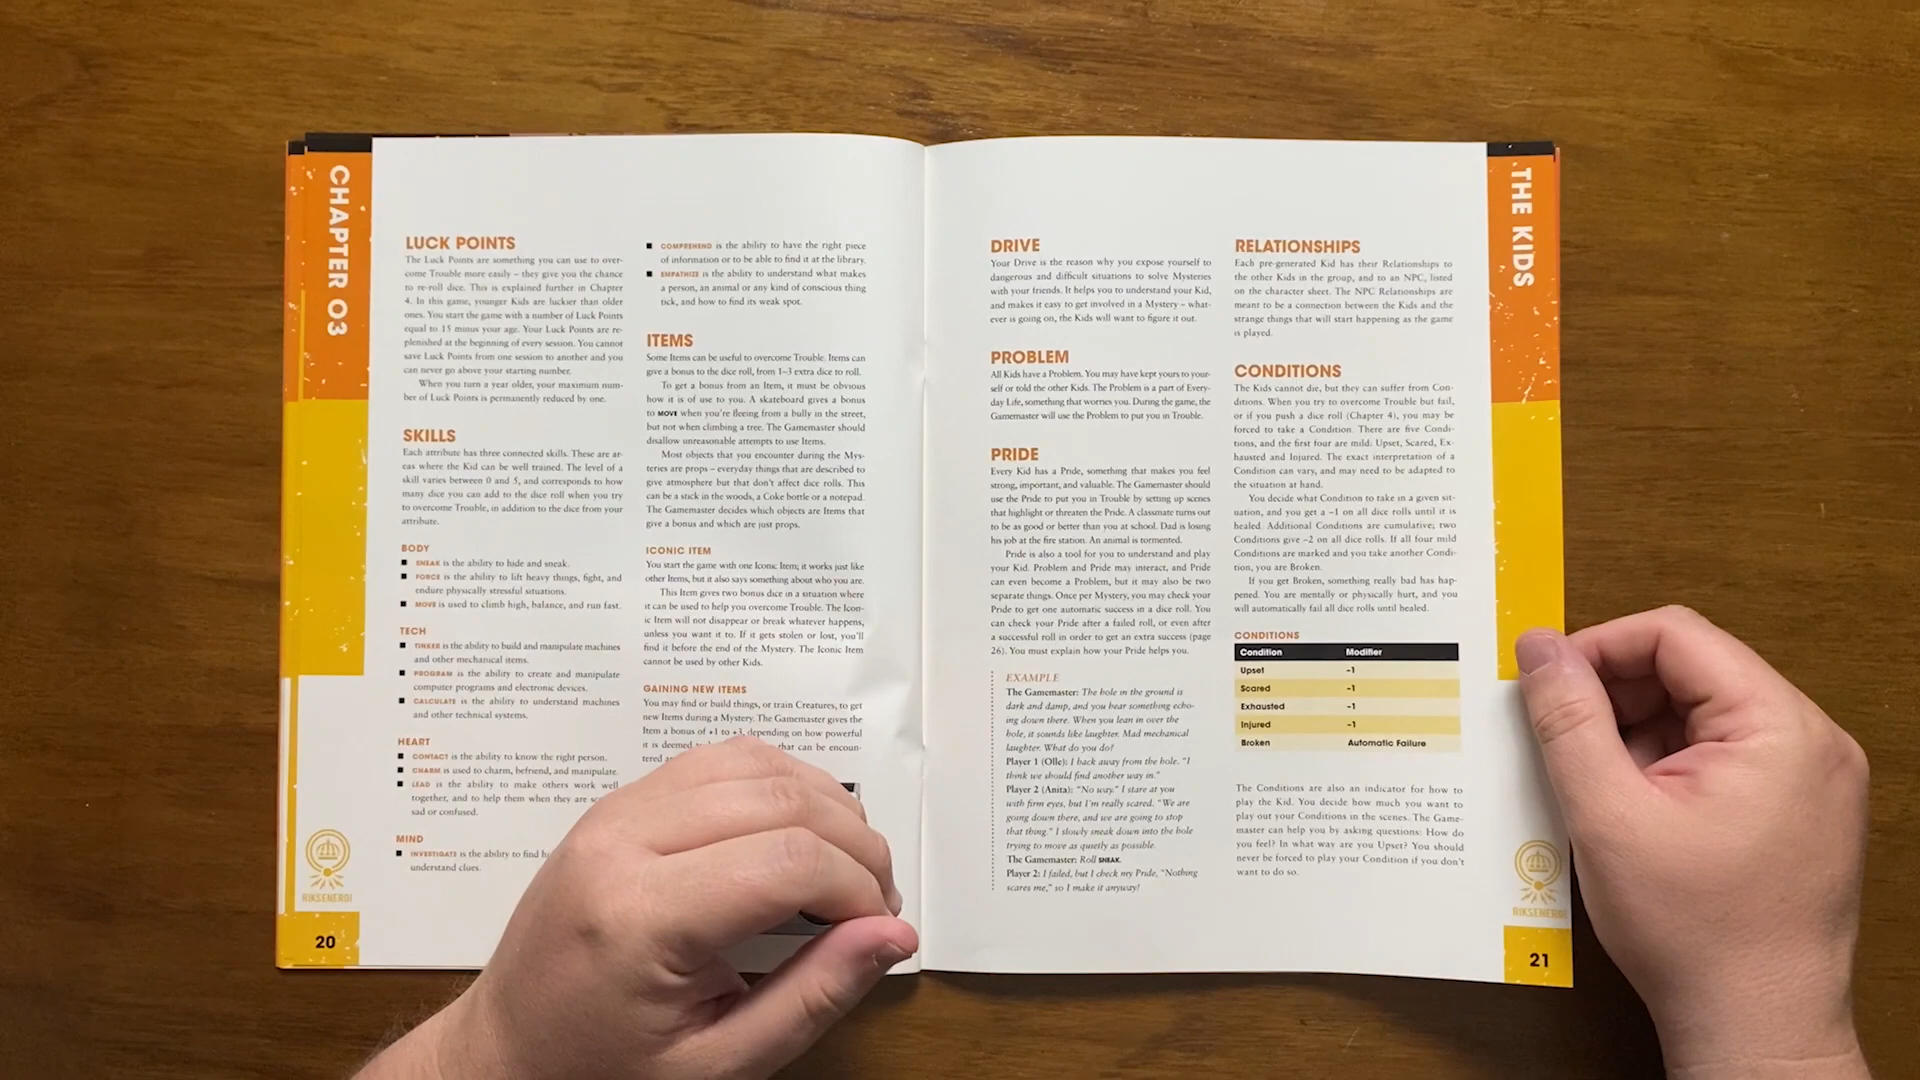 CHAPTER 03
LUCK POINTS
The Luck Points are something you can use to over-
come Trouble more easily – they give you the chance
to re-roll dice. This is explained further in Chapter
4. In this game, younger Kids are luckier than older
ones. You start the game with a number of Luck Points
equal to 15 minus your age. Your Luck Points are re-
plenished at the beginning of every session. You cannot
save Luck Points from one session to another and you
can never go above your starting number.
When you turn a year older, your maximum num-
ber of Luck Points is permanently reduced by one.
SKILLS
Each attribute has three connected skills. These are ar-
eas where the Kid can be well trained. The level of a
skill varies between 0 and 5, and corresponds to how
many dice you can add to the dice roll when you try
to overcome Trouble, in addition to the dice from your
attribute.
BODY
■ SNEAK is the ability to hide and sneak.
■ FORCE is the ability to lift heavy things, fight, and
endure physically stressful situations.
■ MOVE is used to climb high, balance, and run fast.
TECH
■ TINKER is the ability to build and manipulate machines
and other mechanical items.
■ PROGRAM is the ability to create and manipulate
computer programs and electronic devices.
■ CALCULATE is the ability to understand machines
and other technical systems.
HEART
■ CONTACT is the ability to know the right person.
■ CHARM is used to charm, befriend, and manipulate.
■ LEAD is the ability to make others work well
together, and to help them when they are
sad or confused.
MIND
■ INVESTIGATE is the ability to find
understand clues.
RIKSENERGI
20
■ COMPREHEND is the ability to have the right piece
of information or to be able to find it at the library.
■ EMPATHIZE is the ability to understand what makes
a person, an animal or any kind of conscious thing
tick, and how to find its weak spot.
ITEMS
Some Items can be useful to overcome Trouble. Items can
give a bonus to the dice roll, from 1–3 extra dice to roll.
To get a bonus from an Item, it must be obvious
how it is of use to you. A skateboard gives a bonus
to MOVE when you're fleeing from a bully in the street,
but not when climbing a tree. The Gamemaster should
disallow unreasonable attempts to use Items.
Most objects that you encounter during the Mys-
teries are props – everyday things that are described to
give atmosphere but that don't affect dice rolls. This
can be a stick in the woods, a Coke bottle or a notepad.
The Gamemaster decides which objects are Items that
give a bonus and which are just props.
ICONIC ITEM
You start the game with one Iconic Item; it works just like
other Items, but it also says something about who you are.
This Item gives two bonus dice in a situation where
it can be used to help you overcome Trouble. The Icon-
ic Item will not disappear or break whatever happens,
unless you want it to. If it gets stolen or lost, you'll
find it before the end of the Mystery. The Iconic Item
cannot be used by other Kids.
GAINING NEW ITEMS
You may find or build things, or train Creatures, to get
new Items during a Mystery. The Gamemaster gives the
Item a bonus of +1 to +3, depending on how powerful
it is deemed that can be encoun-
tered
THE KIDS
DRIVE
Your Drive is the reason why you expose yourself to
dangerous and difficult situations to solve Mysteries
with your friends. It helps you to understand your Kid,
and makes it easy to get involved in a Mystery – what-
ever is going on, the Kids will want to figure it out.
PROBLEM
All Kids have a Problem. You may have kept yours to your-
self or told the other Kids. The Problem is a part of Every-
day Life, something that worries you. During the game, the
Gamemaster will use the Problem to put you in Trouble.
PRIDE
Every Kid has a Pride, something that makes you feel
strong, important, and valuable. The Gamemaster should
use the Pride to put you in Trouble by setting up scenes
that highlight or threaten the Pride. A classmate turns out
to be as good or better than you at school. Dad is losing
his job at the fire station. An animal is tormented.
Pride is also a tool for you to understand and play
your Kid. Problem and Pride may interact, and Pride
can even become a Problem, but it may also be two
separate things. Once per Mystery, you may check your
Pride to get one automatic success in a dice roll. You
can check your Pride after a failed roll, or even after
a successful roll in order to get an extra success (page
26). You must explain how your Pride helps you.
EXAMPLE
The Gamemaster: The hole in the ground is
dark and damp, and you hear something echo-
ing down there. When you lean in over the
hole, it sounds like laughter. Mad mechanical
laughter. What do you do?
Player 1 (Olle): I back away from the hole. "I
think we should find another way in."
Player 2 (Anita): "No way." I stare at you
with firm eyes, but I'm really scared. "We are
going down there, and we are going to stop
that thing." I slowly sneak down into the hole
trying to move as quietly as possible.
The Gamemaster: Roll SNEAK.
Player 2: I failed, but I check my Pride, "Nothing
scares me," so I make it anyway!
RELATIONSHIPS
Each pre-generated Kid has their Relationships to
the other Kids in the group, and to an NPC, listed
on the character sheet. The NPC Relationships are
meant to be a connection between the Kids and the
strange things that will start happening as the game
is played.
CONDITIONS
The Kids cannot die, but they can suffer from Con-
ditions. When you try to overcome Trouble but fail,
or if you push a dice roll (Chapter 4), you may be
forced to take a Condition. There are five Condi-
tions, and the first four are mild: Upset, Scared, Ex-
hausted and Injured. The exact interpretation of a
Condition can vary, and may need to be adapted to
the situation at hand.
You decide what Condition to take in a given sit-
uation, and you get a –1 on all dice rolls until it is
healed. Additional Conditions are cumulative; two
Conditions give –2 on all dice rolls. If all four mild
Conditions are marked and you take another Condi-
tion, you are Broken.
If you get Broken, something really bad has hap-
pened. You are mentally or physically hurt, and you
will automatically fail all dice rolls until healed.
CONDITIONS
Condition Modifier
Upset –1
Scared –1
Exhausted –1
Injured –1
Broken Automatic Failure
The Conditions are also an indicator for how to
play the Kid. You decide how much you want to
play out your Conditions in the scenes. The Game-
master can help you by asking questions: How do
you feel? In what way are you Upset? You should
never be forced to play your Condition if you don't
want to do so.
RIKSENERGI
21